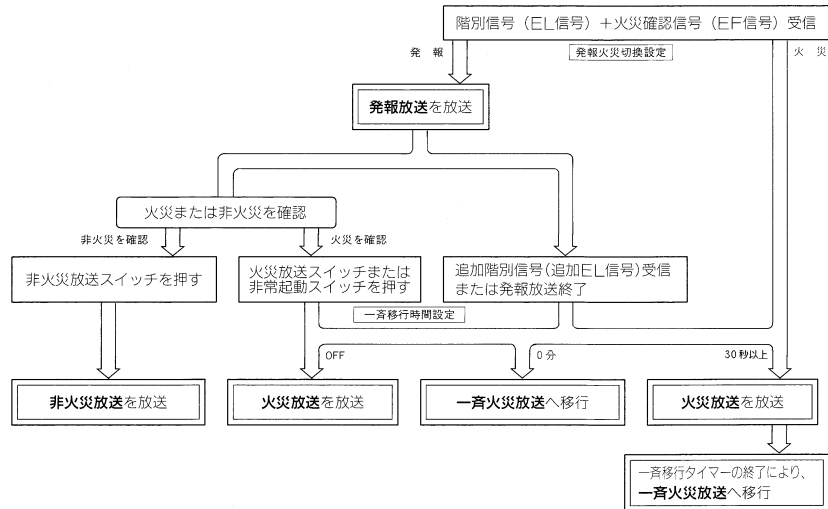 階別信号（EL信号）＋火災確認信号（EF信号）受信
発 報
発報火災切換設定
火 災
発報放送を放送
火災または非火災を確認
非火災を確認
火災を確認
非火災放送スイッチを押す
火災放送スイッチまたは
非常起動スイッチを押す
追加階別信号(追加EL信号)受信
または発報放送終了
一斉移行時間設定
OFF
0分
30秒以上
非火災放送を放送
火災放送を放送
一斉火災放送へ移行
火災放送を放送
一斉移行タイマーの終了により、
一斉火災放送へ移行